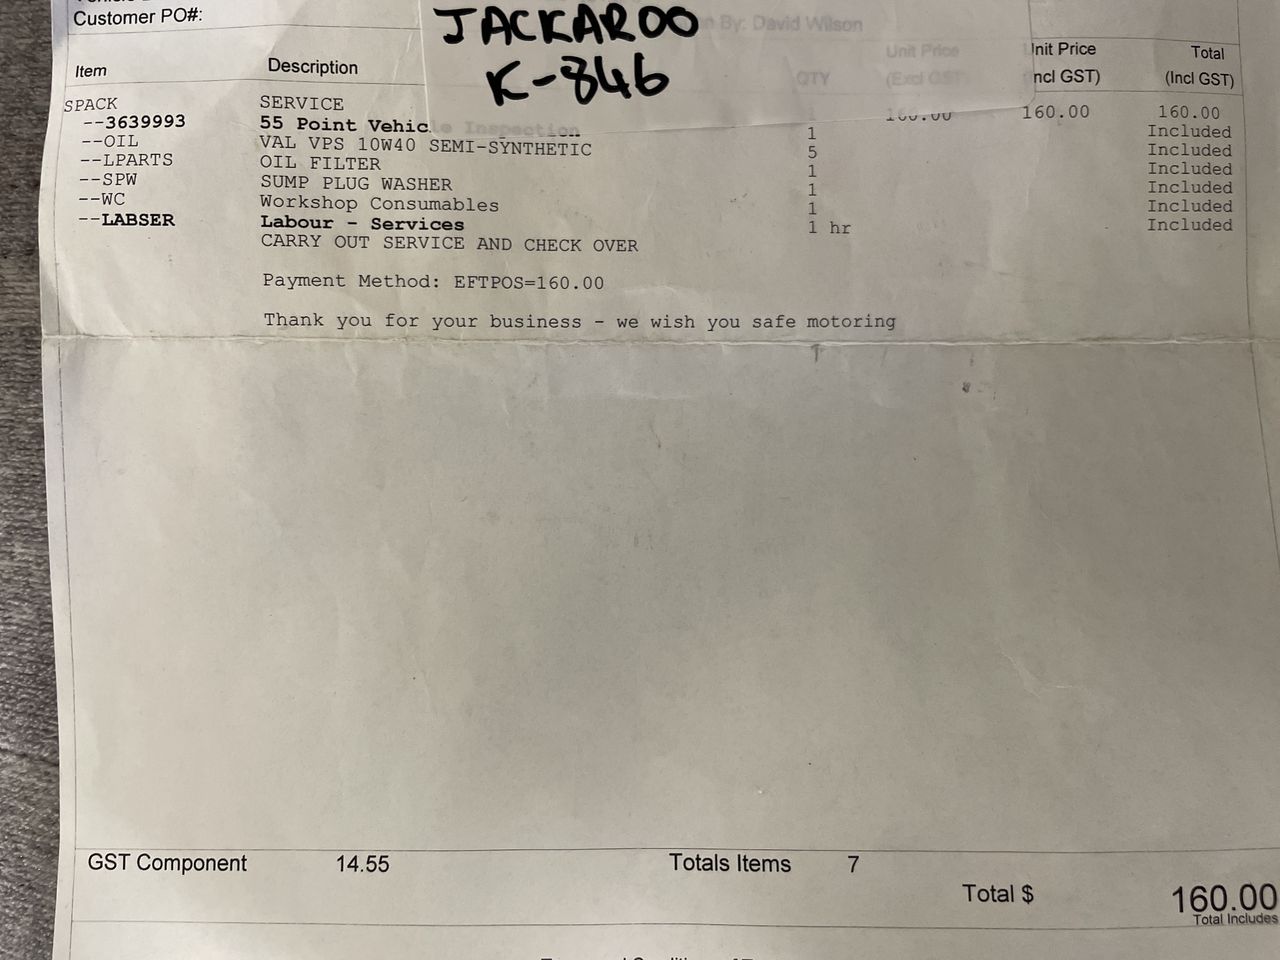 Customer PO#:
JACKAROO
n By: David Wilson
K-846
Item Description QTY Unit Price (Excl GST) Unit Price (Incl GST) Total (Incl GST)
SPACK SERVICE 1 160.00 160.00 160.00
--3639993 55 Point Vehicle Inspection 1 Included
--OIL VAL VPS 10W40 SEMI-SYNTHETIC 5 Included
--LPARTS OIL FILTER 1 Included
--SPW SUMP PLUG WASHER 1 Included
--WC Workshop Consumables 1 Included
--LABSER Labour - Services 1 hr Included
CARRY OUT SERVICE AND CHECK OVER
Payment Method: EFTPOS=160.00
Thank you for your business - we wish you safe motoring
GST Component 14.55 Totals Items 7
Total $ 160.00
Total Includes